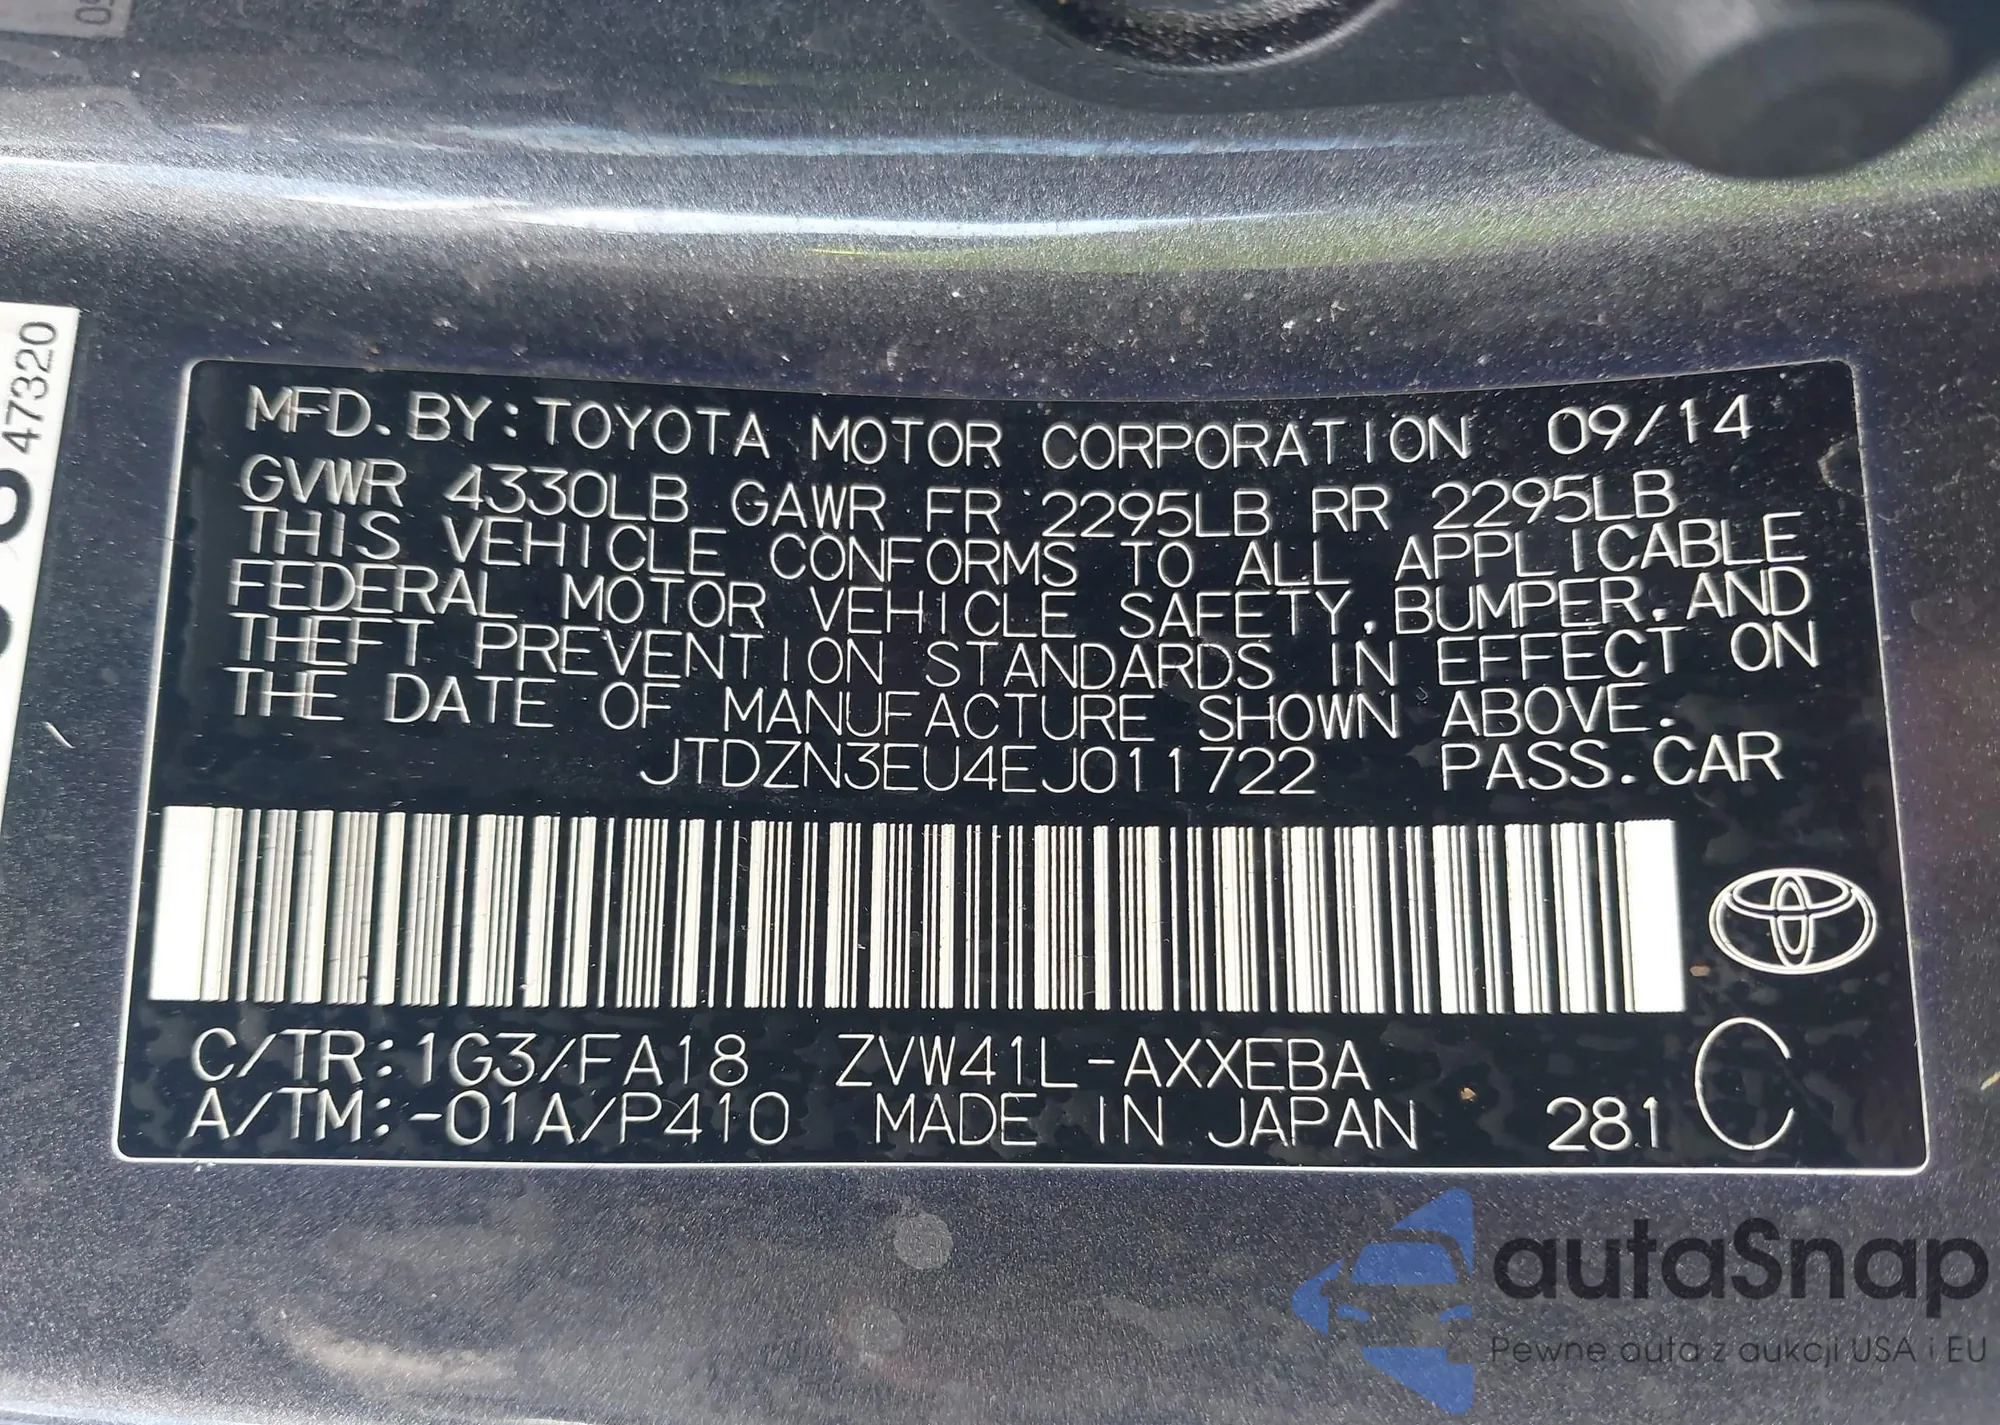 MFD. BY: TOYOTA MOTOR CORPORATION 09/14
GVWR 4330LB GAWR FR 2295LB RR 2295LB
THIS VEHICLE CONFORMS TO ALL APPLICABLE
FEDERAL MOTOR VEHICLE SAFETY, BUMPER, AND
THEFT PREVENTION STANDARDS IN EFFECT ON
THE DATE OF MANUFACTURE SHOWN ABOVE.
JTDZN3EU4EJ011722 PASS. CAR
C/TR: 1G3/FA18 ZVW41L-AXXEBA
A/TM: -01A/P410 MADE IN JAPAN 281 C
47320
autaSnap
Pewne auta z aukcji USA i EU